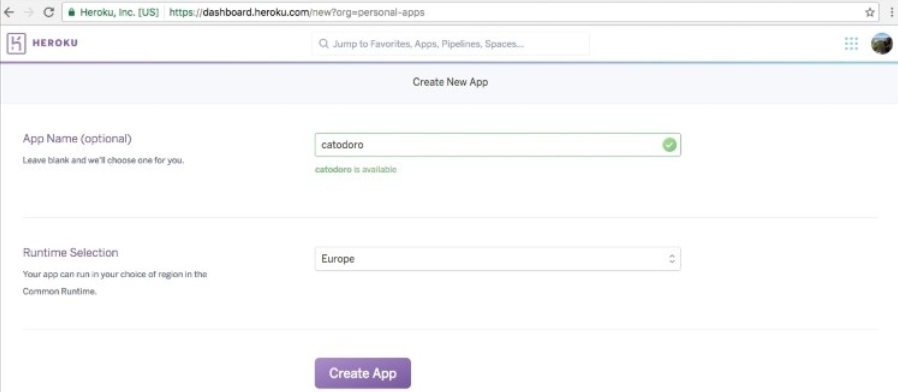 Heroku, Inc. [US] https://dashboard.heroku.com/new?org=personal-apps
HEROKU Jump to Favorites, Apps, Pipelines, Spaces...
Create New App
App Name (optional)
Leave blank and we'll choose one for you.
catodoro
catodoro is available
Runtime Selection
Your app can run in your choice of region in the
Common Runtime.
Europe
Create App